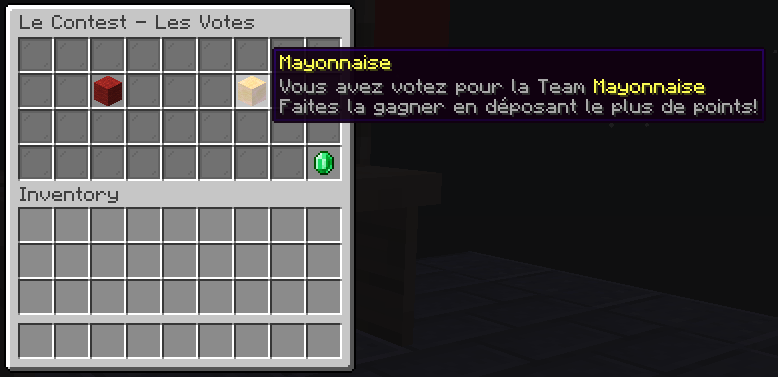 Le Contest - Les Votes
Mayonnaise
Vous avez votez pour la Team Mayonnaise
Faites la gagner en déposant le plus de points!
Inventory